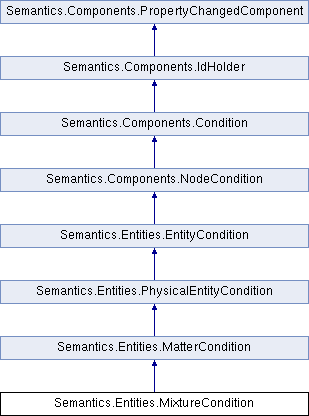 Semantics.Components.PropertyChangedComponent
Semantics.Components.IdHolder
Semantics.Components.Condition
Semantics.Components.NodeCondition
Semantics.Entities.EntityCondition
Semantics.Entities.PhysicalEntityCondition
Semantics.Entities.MatterCondition
Semantics.Entities.MixtureCondition